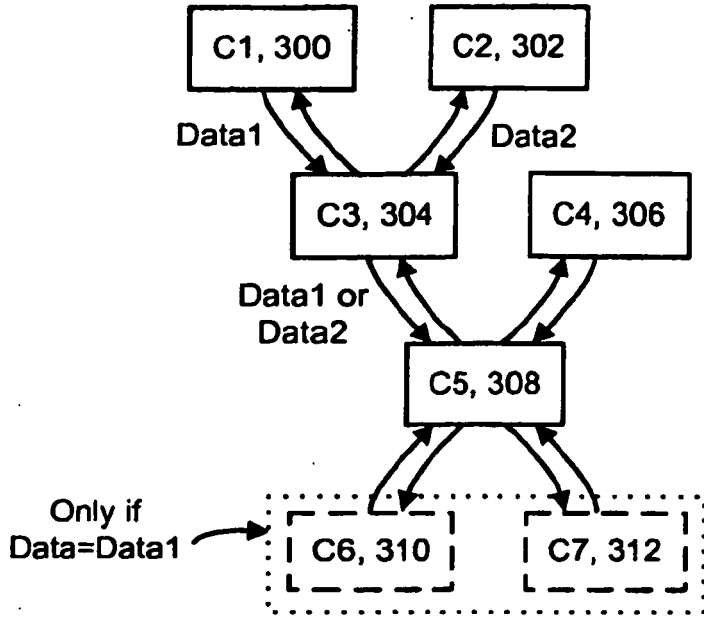 C1, 300
C2, 302
Data1
Data2
C3, 304
C4, 306
Data1 or
Data2
C5, 308
Only if
Data=Data1
C6, 310
C7, 312